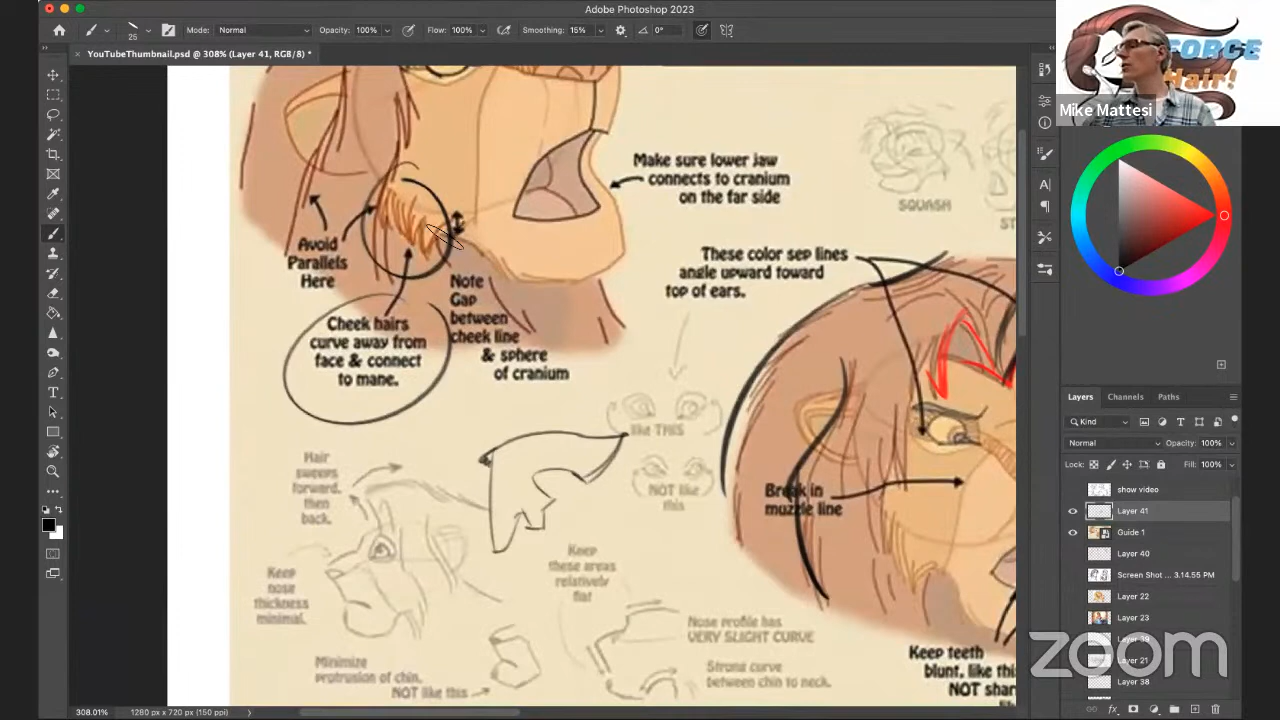 Adobe Photoshop 2023
25
Mode: Normal
Opacity: 100%
Flow: 100%
Smoothing: 15%
0°
× YouTubeThumbnail.psd @ 308% (Layer 41, RGB/8) *
FORCE
Hair!
Mike Mattesi
Make sure lower jaw
connects to cranium
on the far side
SQUASH
Avoid
Parallels
Here
Note
Gap
between
cheek line
& sphere
of cranium
Cheek hairs
curve away from
face & connect
to mane.
These color sep lines
angle upward toward
top of ears.
like THIS
NOT like
this
Break in
muzzle line
Hair
sweeps
forward,
then
back.
Keep
nose
thickness
minimal.
Keep
these areas
relatively
flat
Minimize
protrusion of chin.
NOT like this
Nose profile has
VERY SLIGHT CURVE
Strong curve
between chin to neck.
Keep teeth
blunt, like this
NOT shar
Layers
Channels
Paths
Kind
Normal
Opacity: 100%
Lock:
Fill: 100%
show video
Layer 41
Guide 1
Layer 40
Screen Shot ... 3.14.55 PM
Layer 22
Layer 23
Layer 39
Layer 21
Layer 38
zoom
308.01%
1280 px x 720 px (150 ppi)